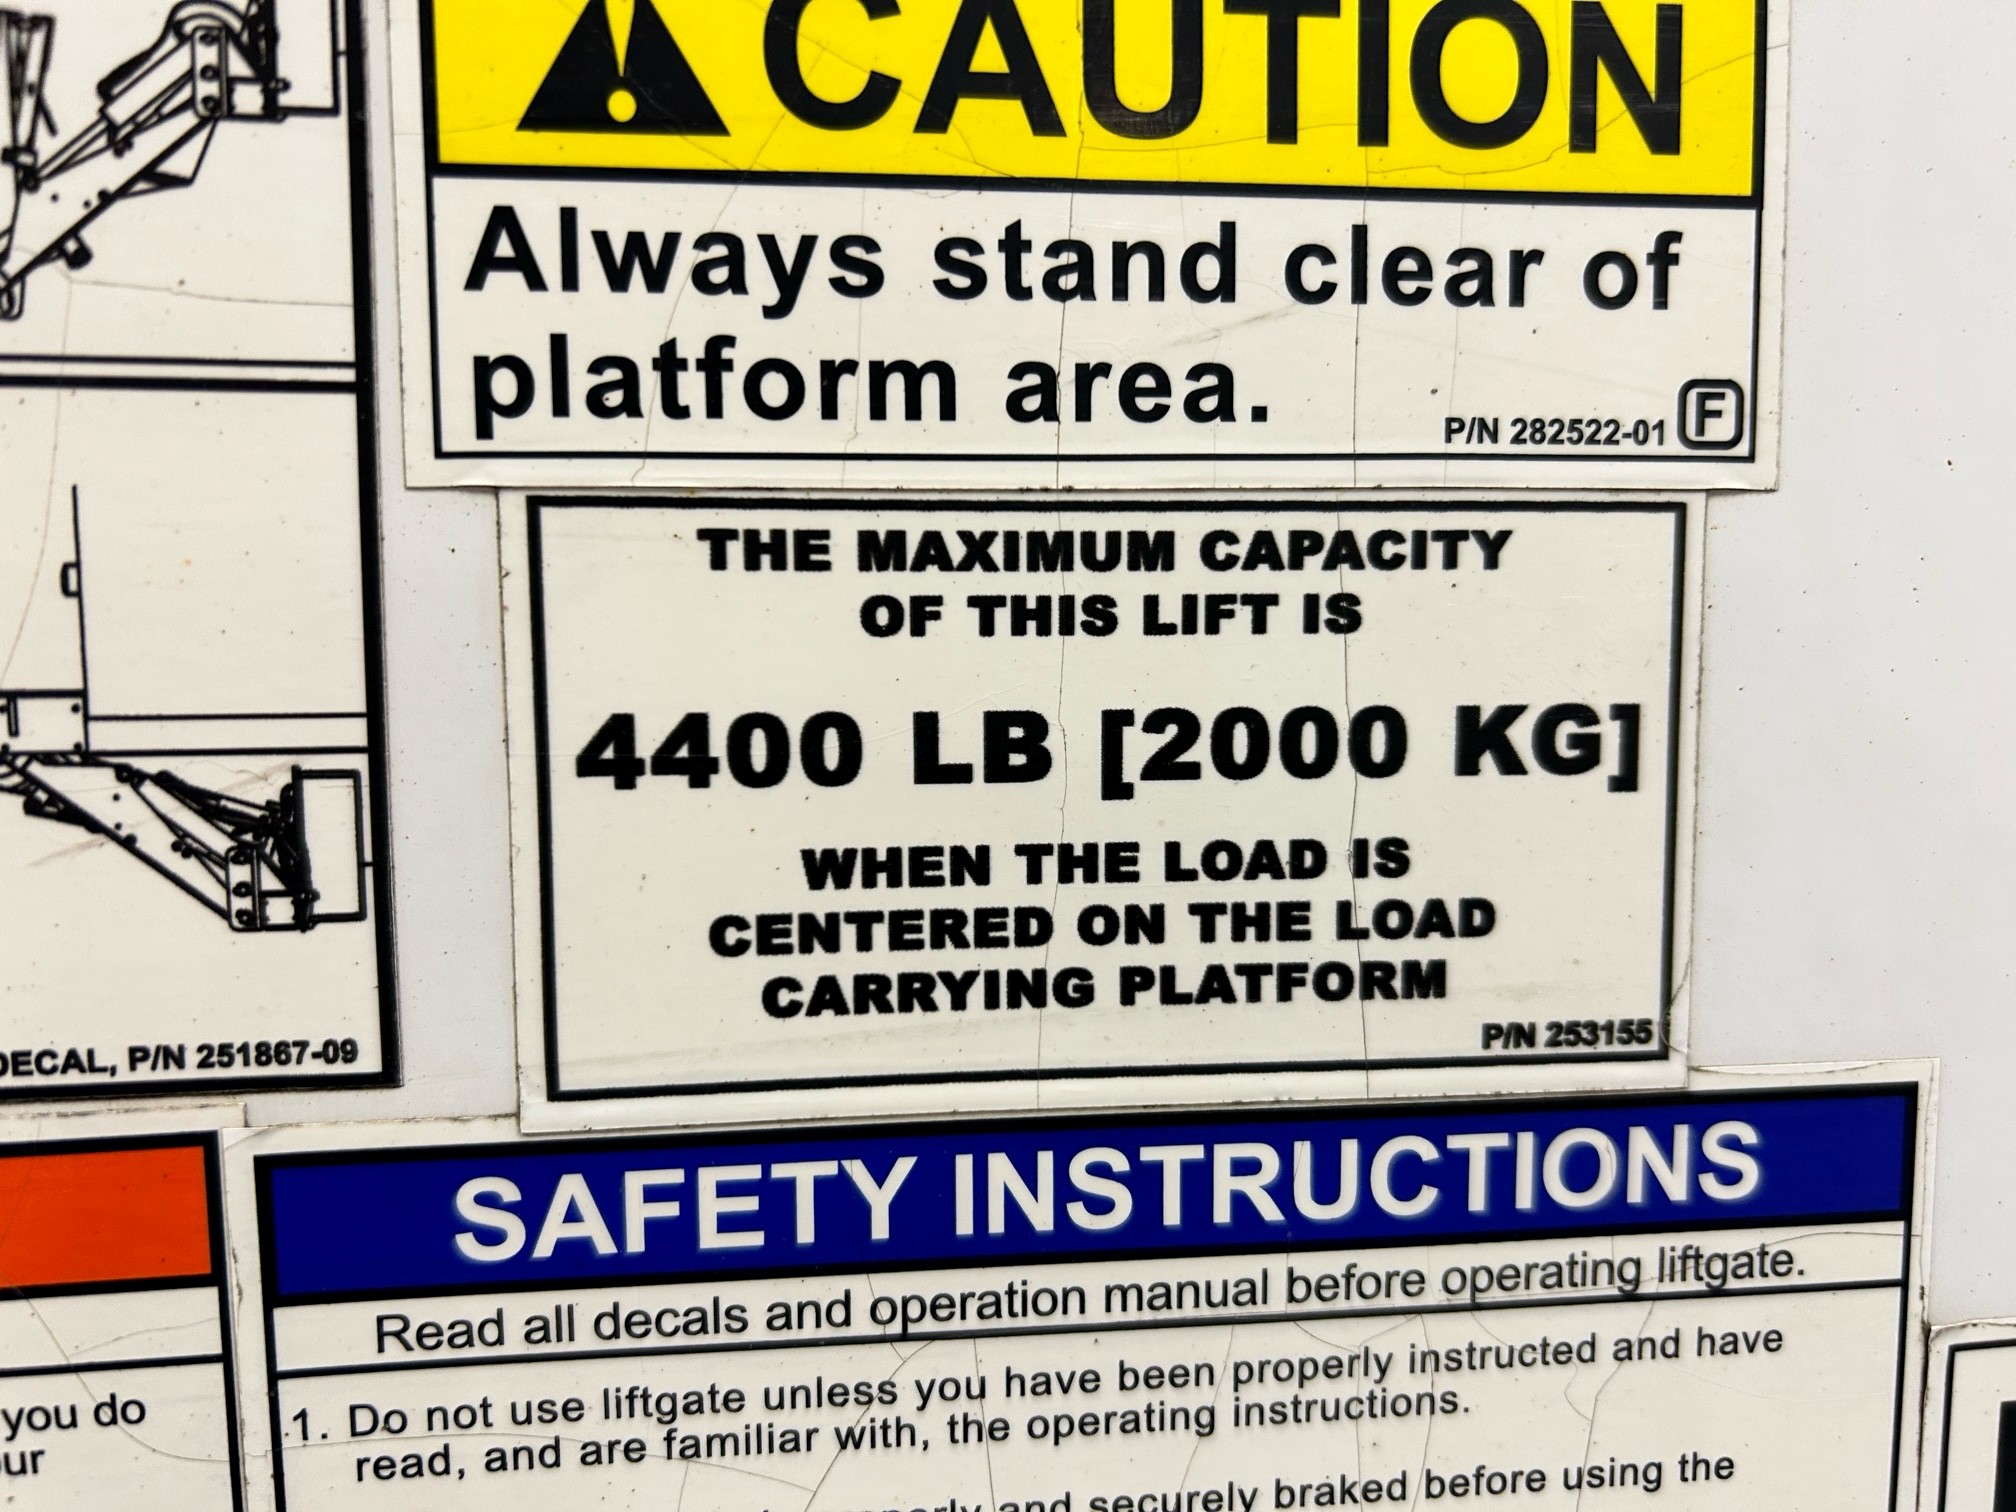 CAUTION
Always stand clear of
platform area.
P/N 282522-01 F
THE MAXIMUM CAPACITY
OF THIS LIFT IS
4400 LB [2000 KG]
WHEN THE LOAD IS
CENTERED ON THE LOAD
CARRYING PLATFORM
P/N 253155
DECAL, P/N 251867-09
SAFETY INSTRUCTIONS
Read all decals and operation manual before operating liftgate.
1. Do not use liftgate unless you have been properly instructed and have
read, and are familiar with, the operating instructions.
and securely braked before using the
you do